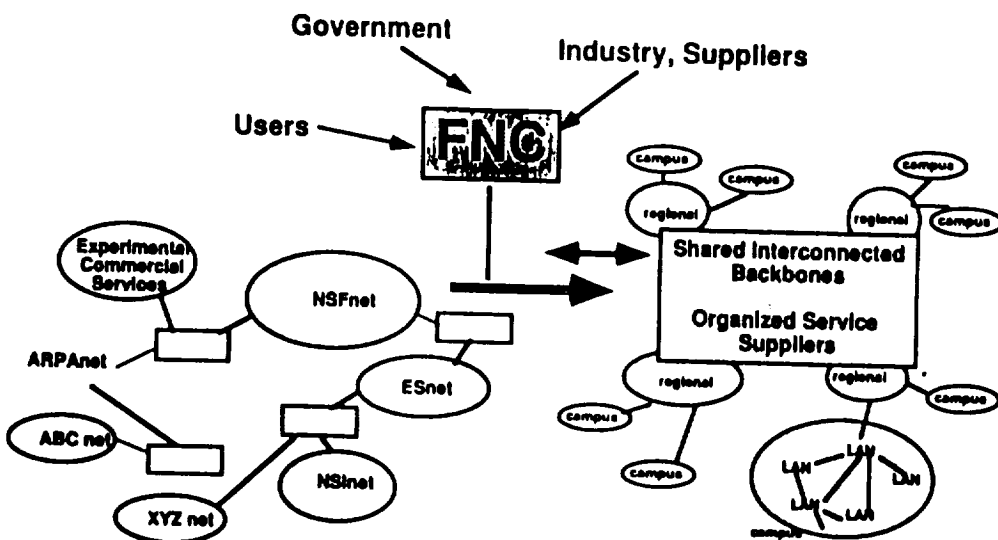 Government
Industry, Suppliers
Users
FNC
campus
campus
regional
campus
campus
regional
Experimental
Commercial
Services
NSFnet
Shared Interconnected
Backbones
Organized Service
Suppliers
ARPAnet
ESnet
regional
regional
campus
campus
campus
ABC net
NSInet
XYZ net
LAN
LAN
LAN
LAN
LAN
campus